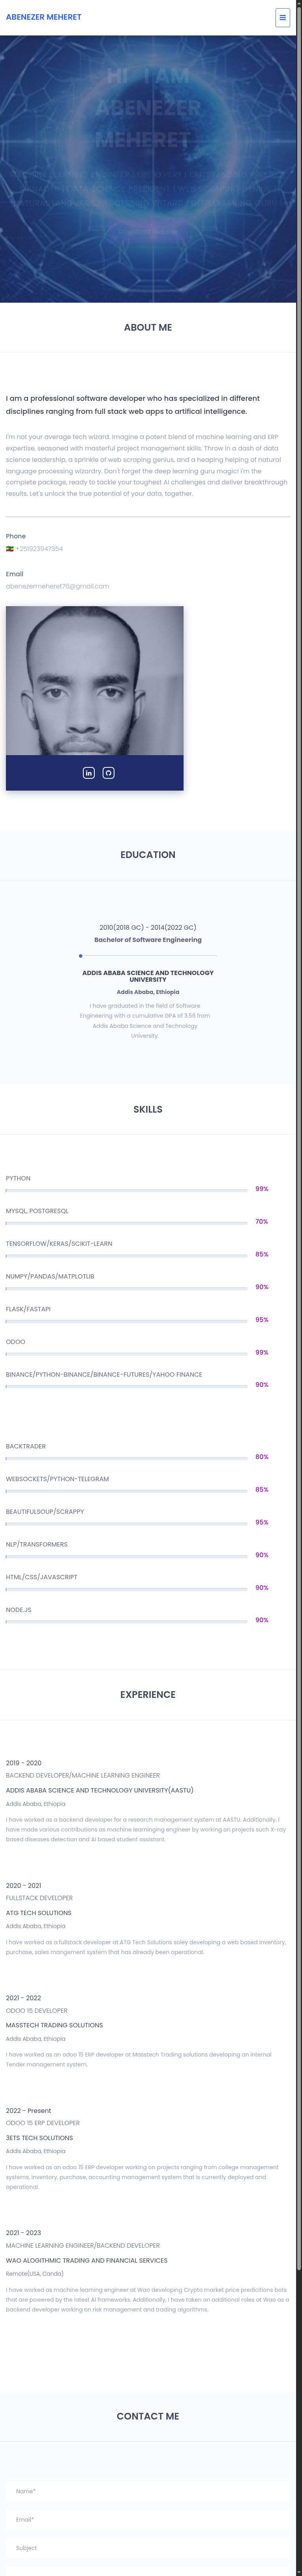 ABENEZER MEHERET
HI I AM
ABENEZER
MEHERET
ABOUT ME
I am a professional software developer who has specialized in different
disciplines ranging from full stack web apps to artifical intelligence.
I'm not your average tech wizard. Imagine a potent blend of machine learning and ERP
expertise, seasoned with masterful project management skills. Throw in a dash of data
science leadership, a sprinkle of web scraping genius, and a heaping helping of natural
language processing wizardry. Don't forget the deep learning guru magic! I'm the
complete package, ready to tackle your toughest AI challenges and deliver breakthrough
results. Let's unlock the true potential of your data, together.
Phone
+251923947354
Email
abenezermeheret76@gmail.com
EDUCATION
2010(2018 GC) - 2014(2022 GC)
Bachelor of Software Engineering
ADDIS ABABA SCIENCE AND TECHNOLOGY
UNIVERSITY
Addis Ababa, Ethiopia
I have graduated in the field of Software
Engineering with a cumulative GPA of 3.56 from
Addis Ababa Science and Technology
University.
SKILLS
PYTHON
99%
MYSQL, POSTGRESQL
70%
TENSORFLOW/KERAS/SCIKIT-LEARN
85%
NUMPY/PANDAS/MATPLOTLIB
90%
FLASK/FASTAPI
95%
ODOO
99%
BINANCE/PYTHON-BINANCE/BINANCE-FUTURES/YAHOO FINANCE
90%
BACKTRADER
80%
WEBSOCKETS/PYTHON-TELEGRAM
85%
BEAUTIFULSOUP/SCRAPPY
95%
NLP/TRANSFORMERS
90%
HTML/CSS/JAVASCRIPT
90%
NODEJS
90%
EXPERIENCE
2019 - 2020
BACKEND DEVELOPER/MACHINE LEARNING ENGINEER
ADDIS ABABA SCIENCE AND TECHNOLOGY UNIVERSITY(AASTU)
Addis Ababa, Ethiopia
I have worked as a backend developer for a research management system at AASTU. Additionally, I
have made various contributions as machine learninging engineer by working on projects such X-ray
based diseases detection and AI based student assistant.
2020 - 2021
FULLSTACK DEVELOPER
ATG TECH SOLUTIONS
Addis Ababa, Ethiopia
I have worked as a fullstack developer at ATG Tech Solutions soley developing a web based inventory,
purchase, sales mangement system that has already been operational.
2021 - 2022
ODOO 15 DEVELOPER
MASSTECH TRADING SOLUTIONS
Addis Ababa, Ethiopia
I have worked as an odoo 15 ERP developer at Masstech Trading solutions developing an Internal
Tender management system.
2022 - Present
ODOO 15 ERP DEVELOPER
3ETS TECH SOLUTIONS
Addis Ababa, Ethiopia
I have worked as an odoo 15 ERP developer working on projects ranging from college management
systems, inventory, purchase, accounting management system that is currently deployed and
operational.
2021 - 2023
MACHINE LEARNING ENGINEER/BACKEND DEVELOPER
WAO ALOGITHMIC TRADING AND FINANCIAL SERVICES
Remote(USA, Canda)
I have worked as machine learning engineer at Wao developing Crypto market price predicitions bots
that are powered by the latest AI frameworks. Additionally, I have taken on additional roles at Wao as a
backend developer working on risk management and trading algorithms.
CONTACT ME
Name*
Email*
Subject